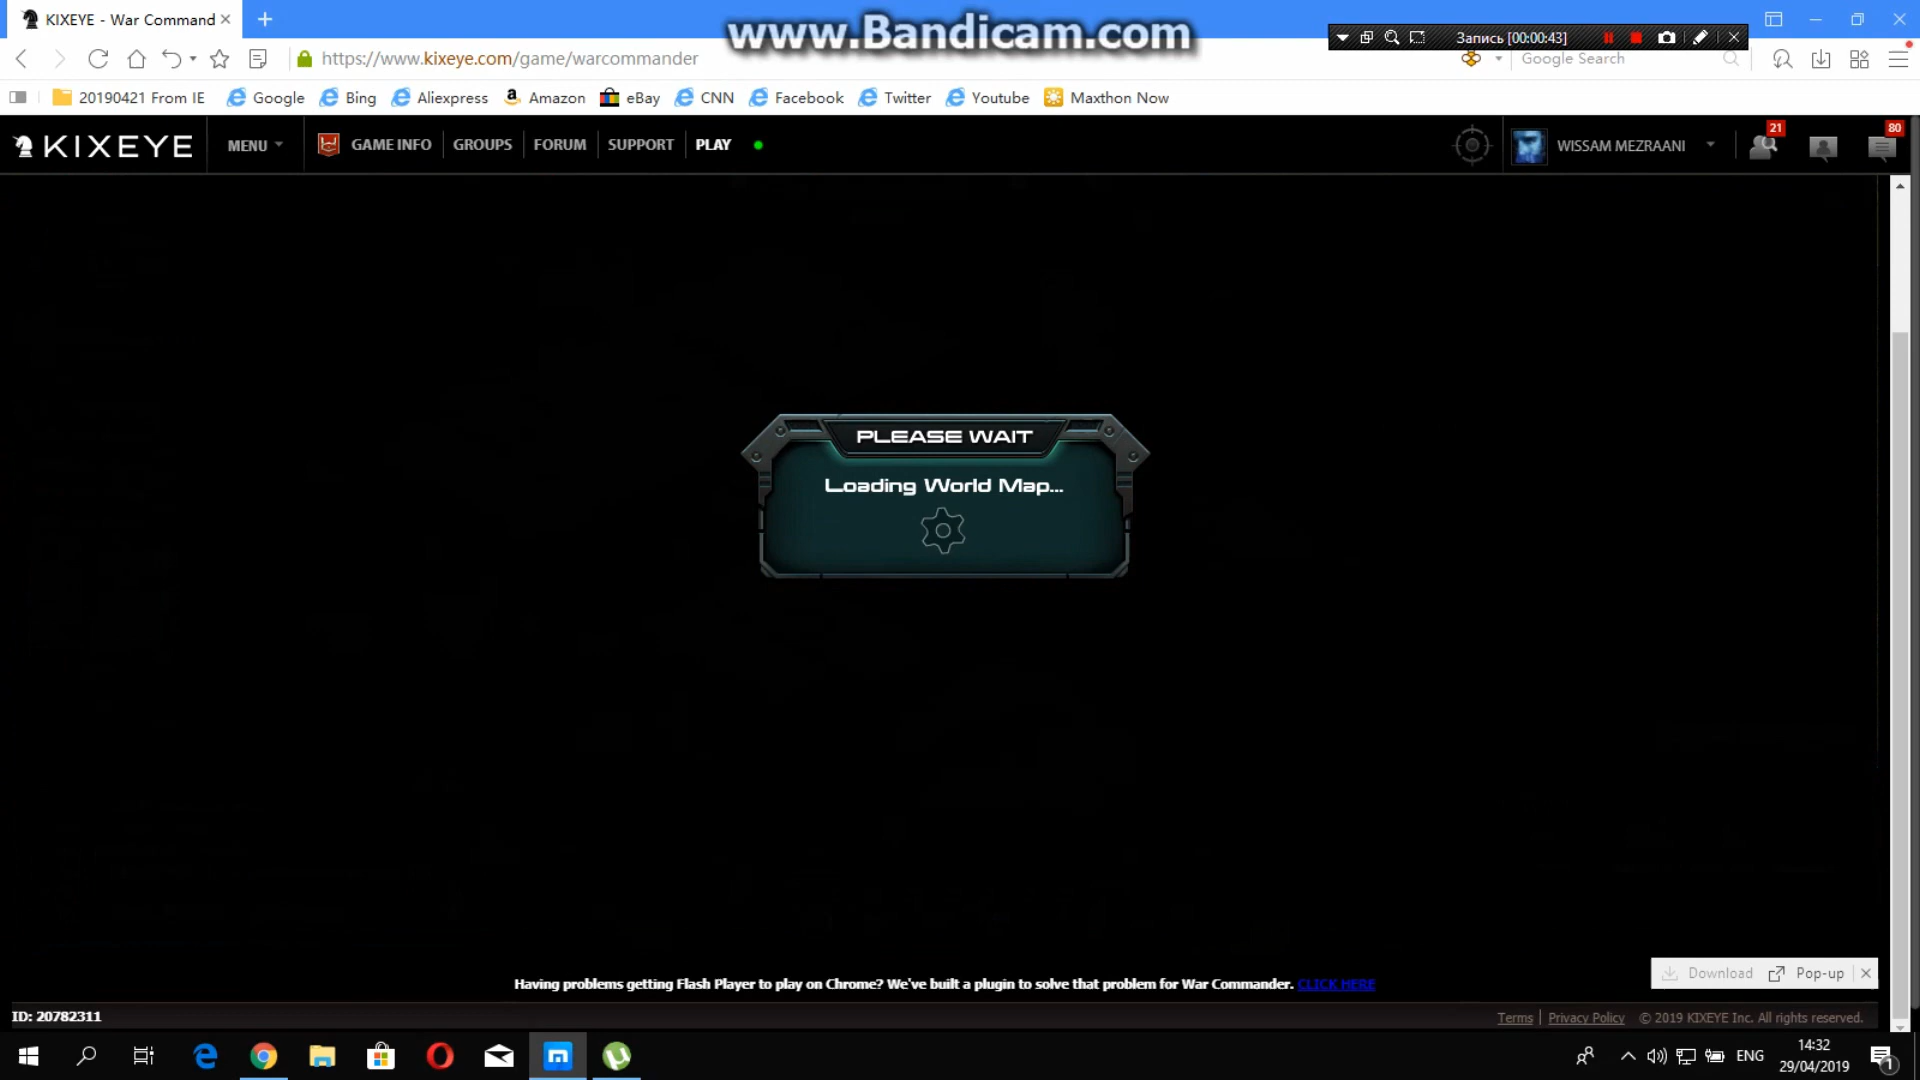 KIXEYE - War Command
www.Bandicam.com
Запись [00:00:43]
https://www.kixeye.com/game/warcommander
Google Search
20190421 From IE
Google
Bing
Aliexpress
Amazon
eBay
CNN
Facebook
Twitter
Youtube
Maxthon Now
KIXEYE
MENU
GAME INFO
GROUPS
FORUM
SUPPORT
PLAY
WISSAM MEZRAANI
21
80
PLEASE WAIT
Loading World Map...
Download
Pop-up
Having problems getting Flash Player to play on Chrome? We've built a plugin to solve that problem for War Commander. CLICK HERE
ID: 20782311
Terms
Privacy Policy
© 2019 KIXEYE Inc. All rights reserved.
ENG
14:32
29/04/2019
1